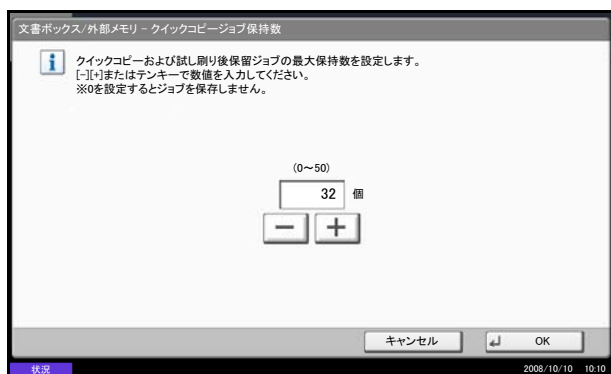 文書ボックス/外部メモリ - クイックコピージョブ保持数
クイックコピーおよび試し刷り後保留ジョブの最大保持数を設定します。
[-][+]またはテンキーで数値を入力してください。
※0を設定するとジョブを保存しません。
(0～50)
32 個
キャンセル OK
状況 2008/10/10 10:10